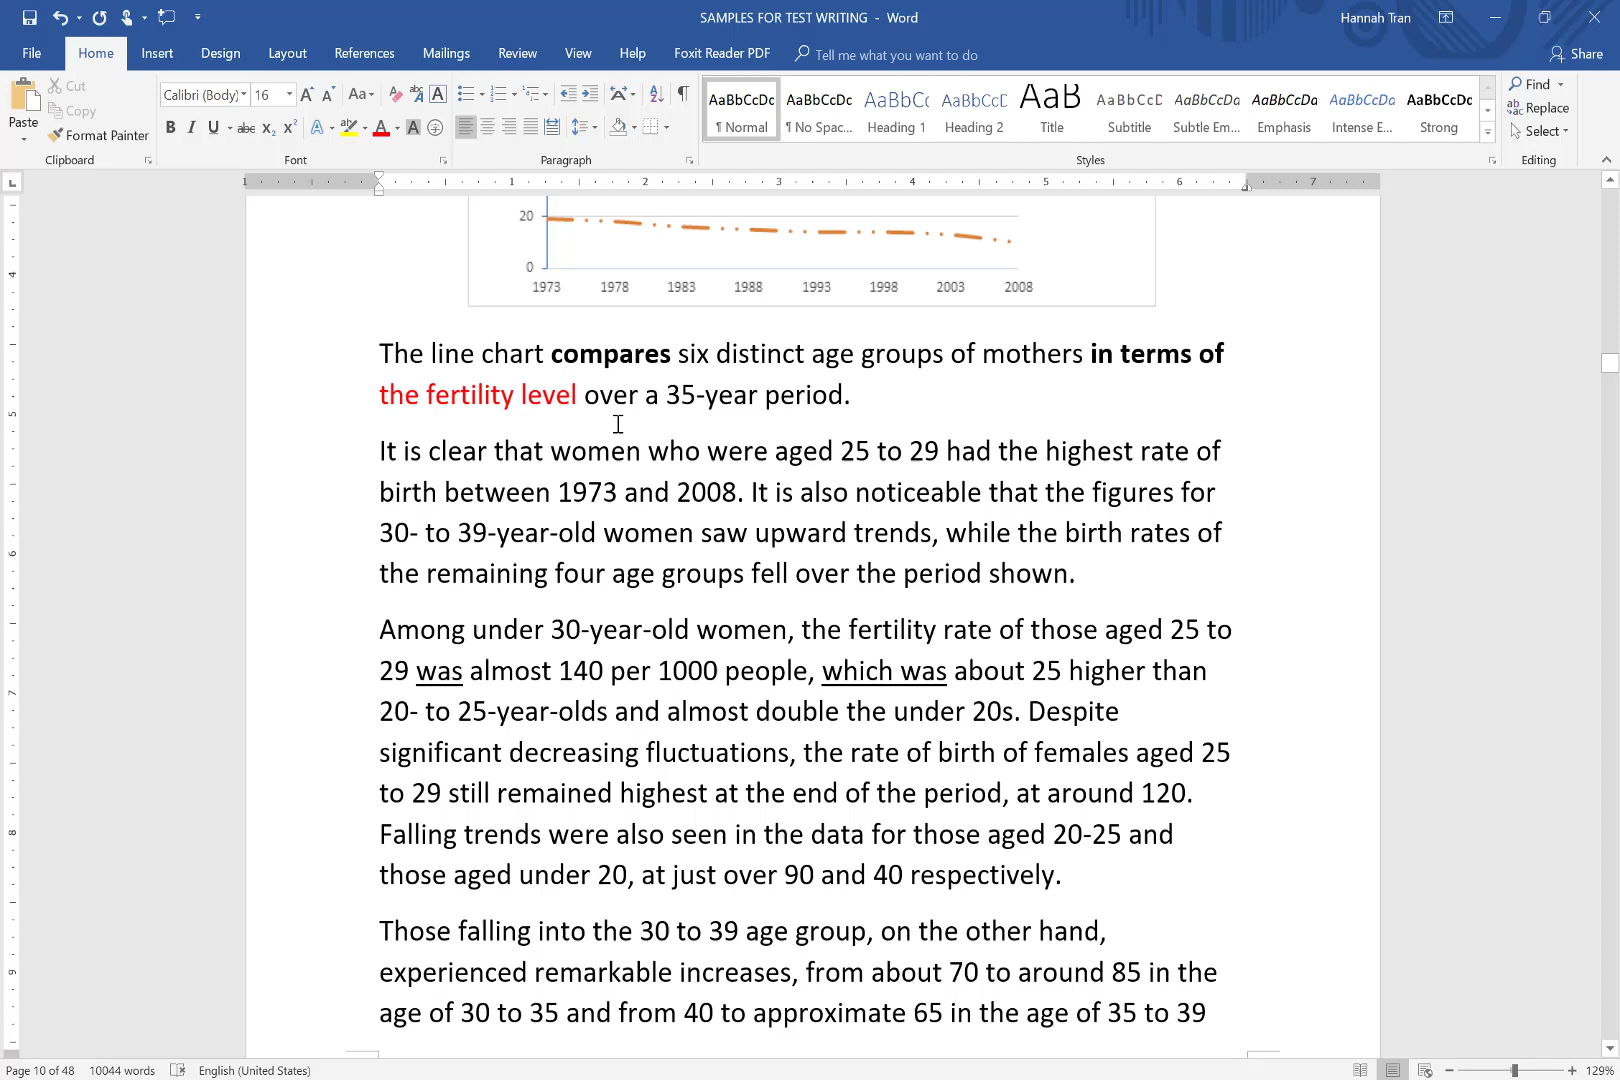 SAMPLES FOR TEST WRITING - Word
Hannah Tran
File Home Insert Design Layout References Mailings Review View Help Foxit Reader PDF Tell me what you want to do Share
Paste
Cut
Copy
Format Painter
Clipboard
Calibri (Body) 16
Font
Paragraph
AaBbCcDc AaBbCcDc AaBbC AaBbCcD AaB AaBbCcD AaBbCcDa AaBbCcDa AaBbCcDa AaBbCcDc
¶ Normal ¶ No Spac... Heading 1 Heading 2 Title Subtitle Subtle Em... Emphasis Intense E... Strong
Styles
Find
Replace
Select
Editing
1 1 2 3 4 5 6 7
20
0
1973 1978 1983 1988 1993 1998 2003 2008
The line chart compares six distinct age groups of mothers in terms of
the fertility level over a 35-year period.
It is clear that women who were aged 25 to 29 had the highest rate of
birth between 1973 and 2008. It is also noticeable that the figures for
30- to 39-year-old women saw upward trends, while the birth rates of
the remaining four age groups fell over the period shown.
Among under 30-year-old women, the fertility rate of those aged 25 to
29 was almost 140 per 1000 people, which was about 25 higher than
20- to 25-year-olds and almost double the under 20s. Despite
significant decreasing fluctuations, the rate of birth of females aged 25
to 29 still remained highest at the end of the period, at around 120.
Falling trends were also seen in the data for those aged 20-25 and
those aged under 20, at just over 90 and 40 respectively.
Those falling into the 30 to 39 age group, on the other hand,
experienced remarkable increases, from about 70 to around 85 in the
age of 30 to 35 and from 40 to approximate 65 in the age of 35 to 39
Page 10 of 48 10044 words English (United States) 129%